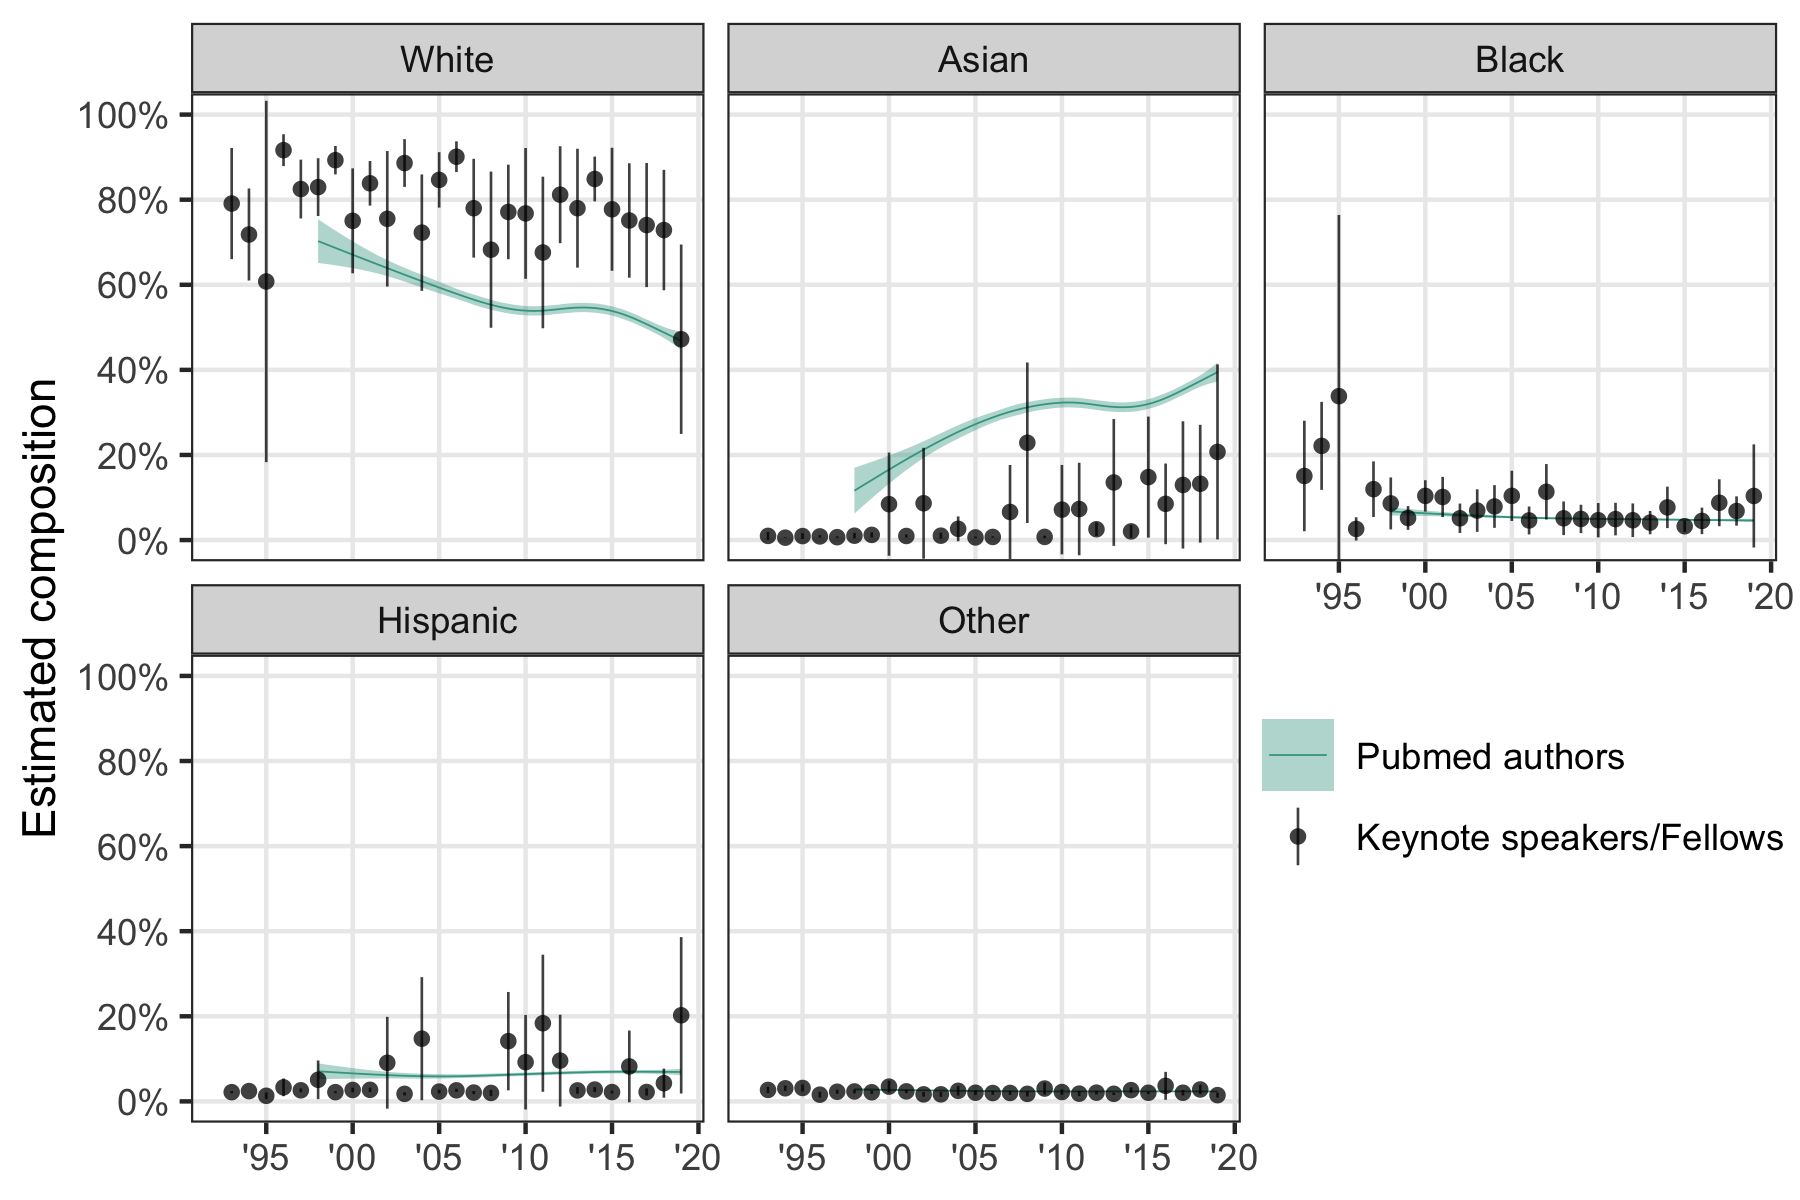 White
Asian
Black
100%
80%
60%
40%
20%
0%
'95 '00 '05 '10 '15 '20
Estimated composition
Hispanic
Other
100%
80%
60%
40%
20%
0%
'95 '00 '05 '10 '15 '20
'95 '00 '05 '10 '15 '20
Pubmed authors
Keynote speakers/Fellows